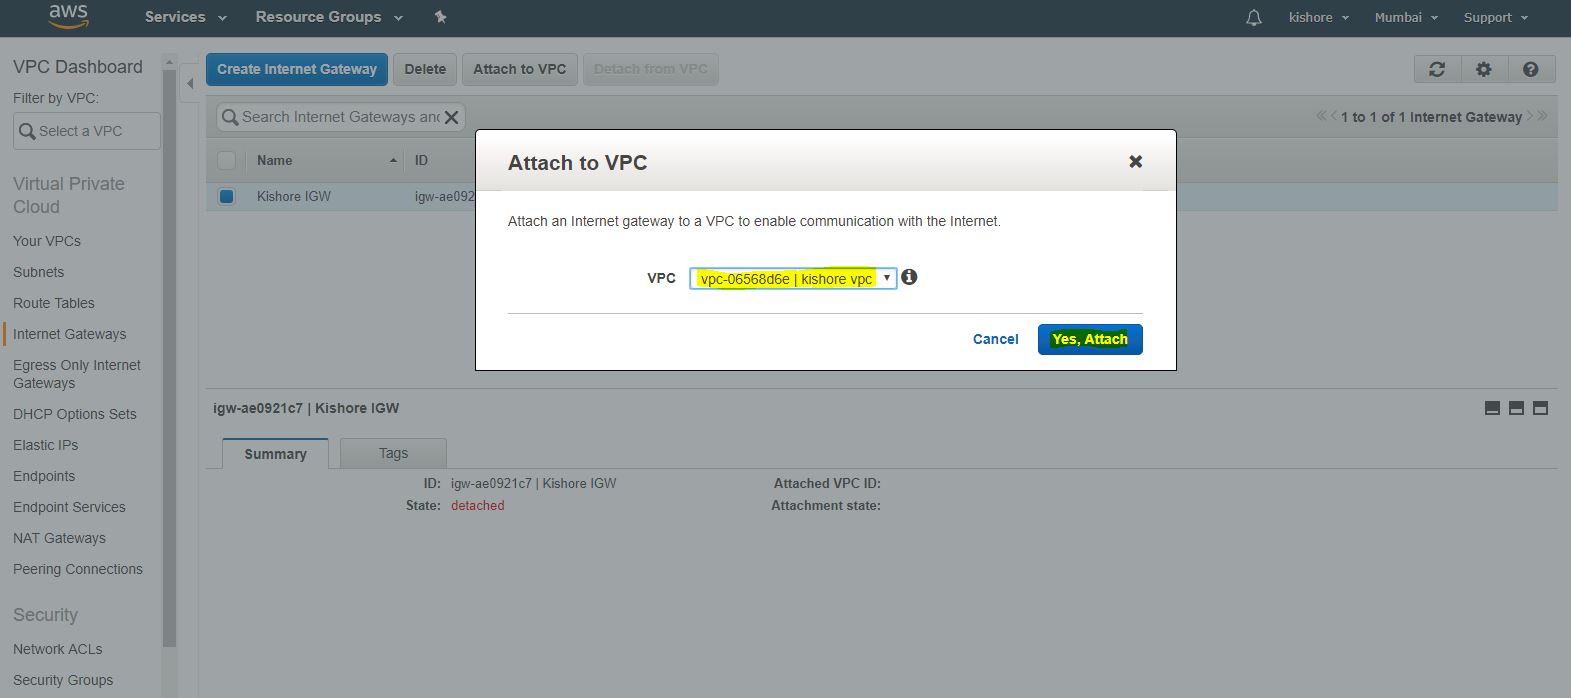 aws
Services
Resource Groups
kishore
Mumbai
Support
VPC Dashboard
Filter by VPC:
Select a VPC
Virtual Private
Cloud
Your VPCs
Subnets
Route Tables
Internet Gateways
Egress Only Internet
Gateways
DHCP Options Sets
Elastic IPs
Endpoints
Endpoint Services
NAT Gateways
Peering Connections
Security
Network ACLs
Security Groups
Create Internet Gateway
Delete
Attach to VPC
Detach from VPC
Search Internet Gateways and
1 to 1 of 1 Internet Gateway
Name
ID
Kishore IGW
igw-ae092
Attach to VPC
Attach an Internet gateway to a VPC to enable communication with the Internet.
VPC
vpc-06568d6e | kishore vpc
Cancel
Yes, Attach
igw-ae0921c7 | Kishore IGW
Summary
Tags
ID: igw-ae0921c7 | Kishore IGW
State: detached
Attached VPC ID:
Attachment state: